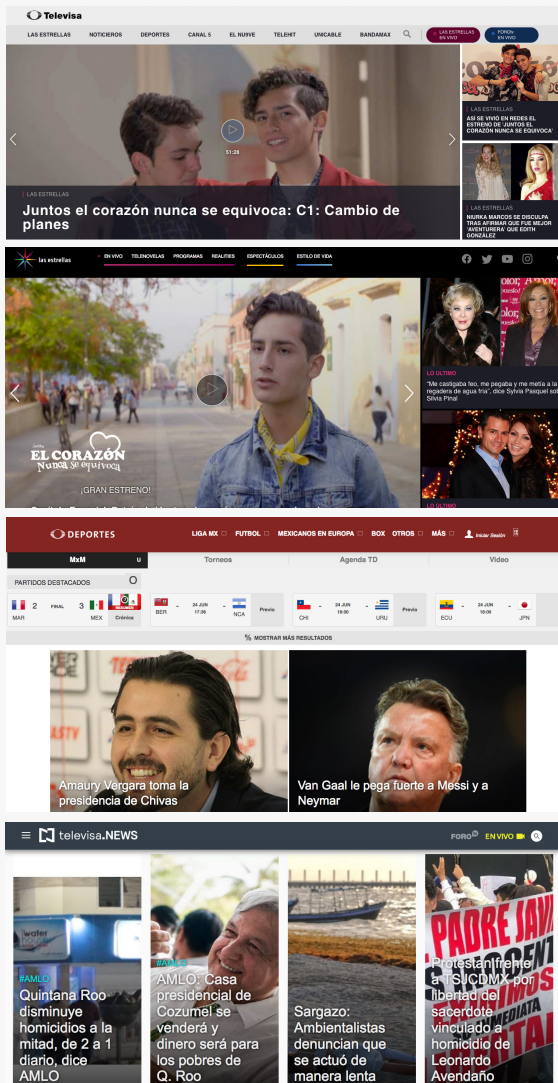 Televisa
LAS ESTRELLAS NOTICIEROS DEPORTES CANAL 5 EL NU9VE TELEHIT UNICABLE BANDAMAX
LAS ESTRELLAS
EN VIVO
FOROtv
EN VIVO
51:28
| LAS ESTRELLAS
Juntos el corazón nunca se equivoca: C1: Cambio de
planes
| LAS ESTRELLAS
ASÍ SE VIVIÓ EN REDES EL
ESTRENO DE 'JUNTOS EL
CORAZÓN NUNCA SE EQUIVOCA'
| LAS ESTRELLAS
NIURKA MARCOS SE DISCULPA
TRAS AFIRMAR QUE FUE MEJOR
'AVENTURERA' QUE EDITH
GONZÁLEZ
las estrellas
EN VIVO TELENOVELAS PROGRAMAS REALITIES ESPECTÁCULOS ESTILO DE VIDA
EL CORAZÓN
Nunca se equivoca
¡GRAN ESTRENO!
LO ÚLTIMO
"Me castigaba feo, me pegaba y me metía a la
regadera de agua fría", dice Sylvia Pasquel sob
Silvia Pinal
LO ÚLTIMO
DEPORTES
LIGA MX FUTBOL MEXICANOS EN EUROPA BOX OTROS MÁS Iniciar Sesión
MxM u Torneos Agenda TD Video
PARTIDOS DESTACADOS
MAR 2 FINAL 3 MEX RESUMEN Crónica
BER - 24 JUN 17:36 - NCA Previo
CHI - 24 JUN 18:00 - URU Previo
ECU - 24 JUN 18:00 - JPN
% MOSTRAR MÁS RESULTADOS
Amaury Vergara toma la
presidencia de Chivas
Van Gaal le pega fuerte a Messi y a
Neymar
televisa.NEWS
FOROtv EN VIVO
water
#AMLO
Quintana Roo
disminuye
homicidios a la
mitad, de 2 a 1
diario, dice
AMLO
#AMLO
AMLO: Casa
presidencial de
Cozumel se
venderá y
dinero será para
los pobres de
Q. Roo
Sargazo:
Ambientalistas
denuncian que
se actuó de
manera lenta
PADRE
Protestan frente
a TSJCDMX por
libertad del
sacerdote
vinculado a
homicidio de
Leonardo
Avendaño